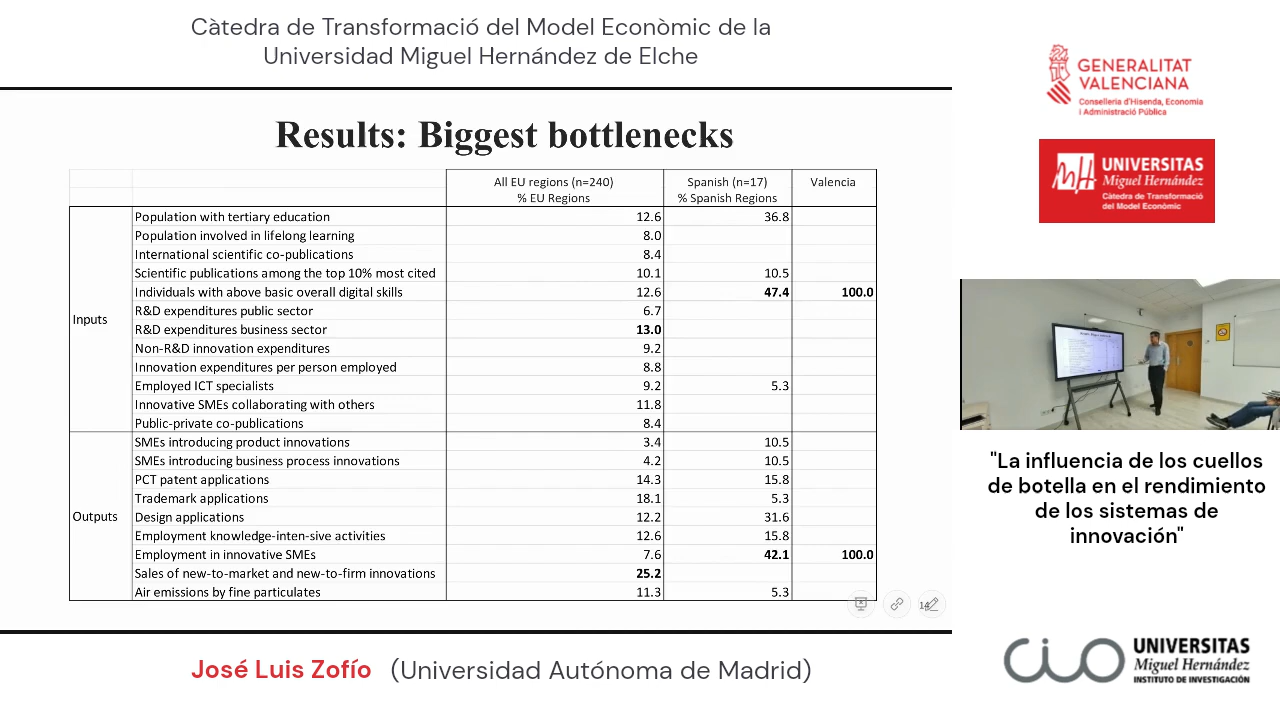 Càtedra de Transformació del Model Econòmic de la
Universidad Miguel Hernández de Elche
Results: Biggest bottlenecks
All EU regions (n=240) Spanish (n=17) Valencia
% EU Regions % Spanish Regions
Inputs
Population with tertiary education 12.6 36.8
Population involved in lifelong learning 8.0
International scientific co-publications 8.4
Scientific publications among the top 10% most cited 10.1 10.5
Individuals with above basic overall digital skills 12.6 47.4 100.0
R&D expenditures public sector 6.7
R&D expenditures business sector 13.0
Non-R&D innovation expenditures 9.2
Innovation expenditures per person employed 8.8
Employed ICT specialists 9.2 5.3
Innovative SMEs collaborating with others 11.8
Public-private co-publications 8.4
Outputs
SMEs introducing product innovations 3.4 10.5
SMEs introducing business process innovations 4.2 10.5
PCT patent applications 14.3 15.8
Trademark applications 18.1 5.3
Design applications 12.2 31.6
Employment knowledge-inten-sive activities 12.6 15.8
Employment in innovative SMEs 7.6 42.1 100.0
Sales of new-to-market and new-to-firm innovations 25.2
Air emissions by fine particulates 11.3 5.3
14
José Luis Zofío (Universidad Autónoma de Madrid)
GENERALITAT
VALENCIANA
Conselleria d'Hisenda, Economia
i Administració Pública
UNIVERSITAS
Miguel Hernández
Càtedra de Transformació
del Model Econòmic
"La influencia de los cuellos
de botella en el rendimiento
de los sistemas de
innovación"
CIO
UNIVERSITAS
Miguel Hernández
INSTITUTO DE INVESTIGACIÓN